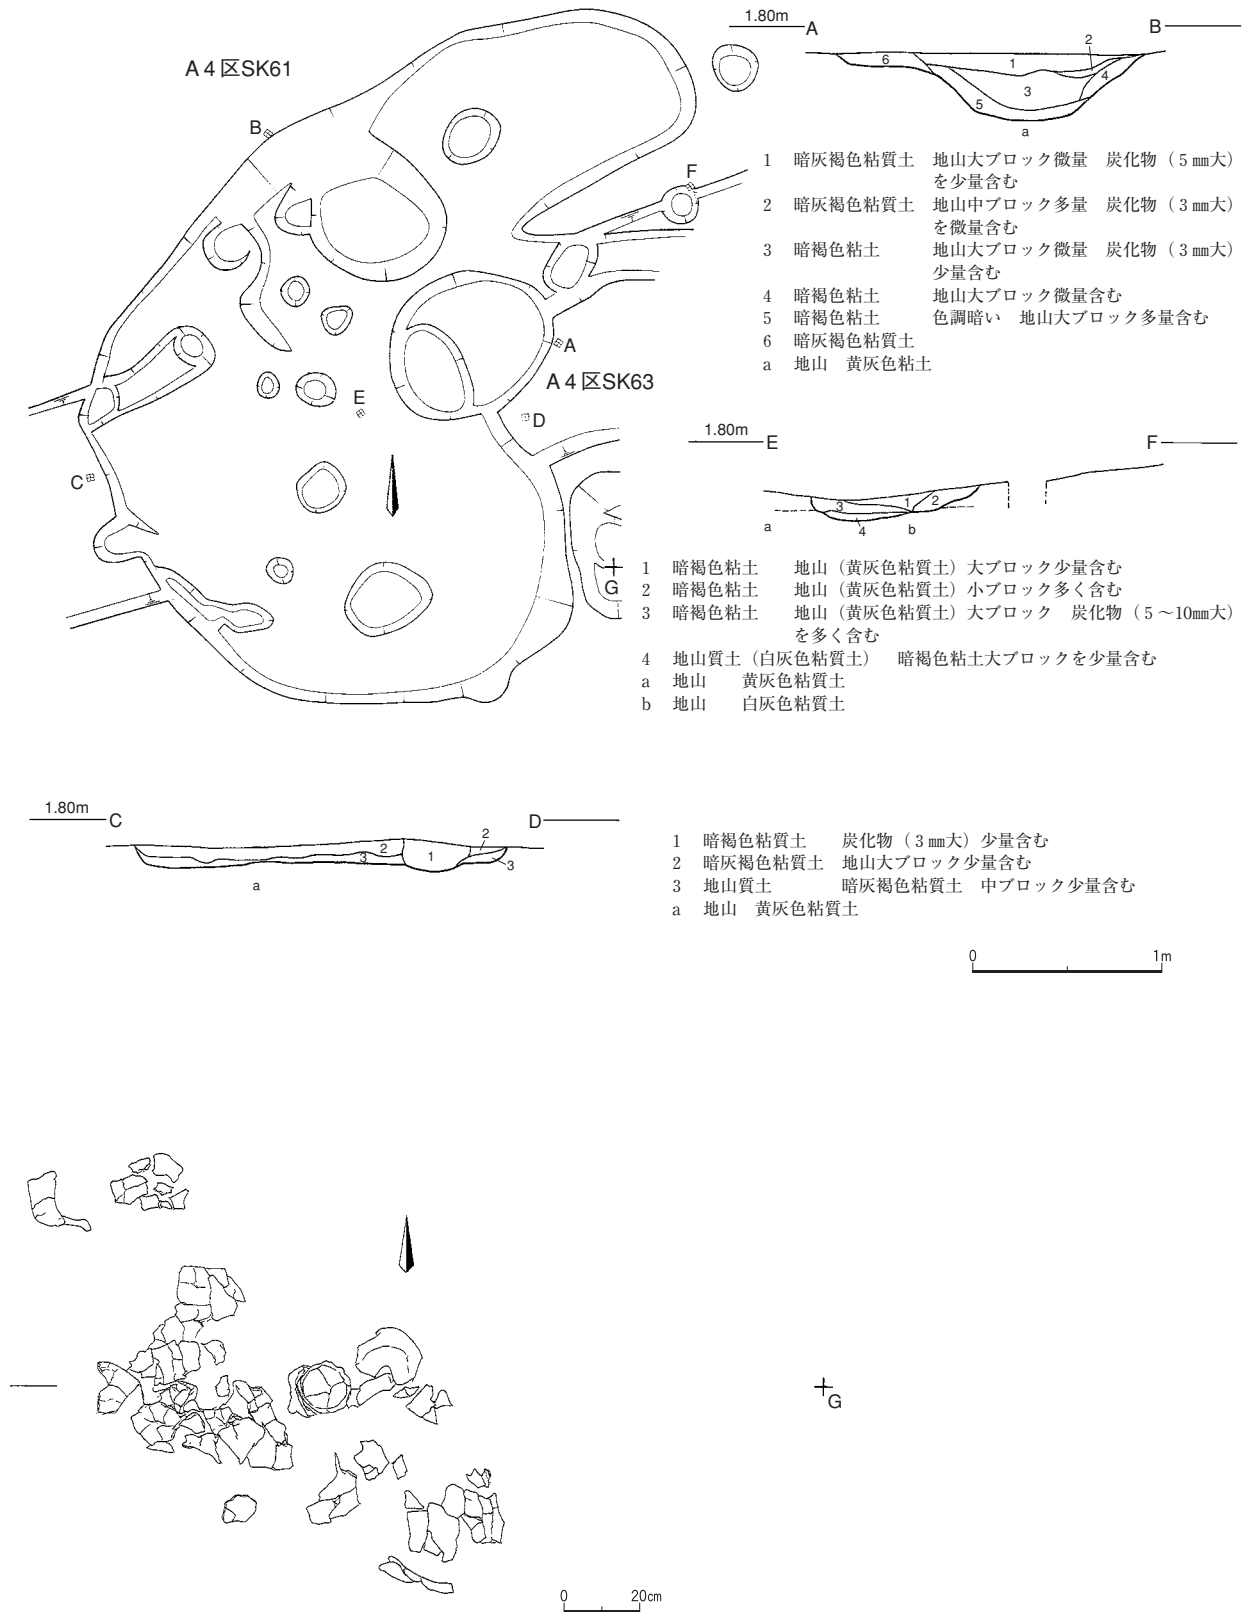 A4区SK61
B
F
A
A4区SK63
E
D
C
G
1.80m A B
2
1
6
4
3
5
a
1 暗灰褐色粘質土 地山大ブロック微量 炭化物（5㎜大）
を少量含む
2 暗灰褐色粘質土 地山中ブロック多量 炭化物（3㎜大）
を微量含む
3 暗褐色粘土 地山大ブロック微量 炭化物（3㎜大）
少量含む
4 暗褐色粘土 地山大ブロック微量含む
5 暗褐色粘土 色調暗い 地山大ブロック多量含む
6 暗灰褐色粘質土
a 地山 黄灰色粘土
1.80m E F
3 1 2
a 4 b
1 暗褐色粘土 地山（黄灰色粘質土）大ブロック少量含む
2 暗褐色粘土 地山（黄灰色粘質土）小ブロック多く含む
3 暗褐色粘土 地山（黄灰色粘質土）大ブロック 炭化物（5～10㎜大）
を多く含む
4 地山質土（白灰色粘質土） 暗褐色粘土大ブロックを少量含む
a 地山 黄灰色粘質土
b 地山 白灰色粘質土
1.80m C D
2 2
3 1 3
a
1 暗褐色粘質土 炭化物（3㎜大）少量含む
2 暗灰褐色粘質土 地山大ブロック少量含む
3 地山質土 暗灰褐色粘質土 中ブロック少量含む
a 地山 黄灰色粘質土
0 1m
G
0 20cm